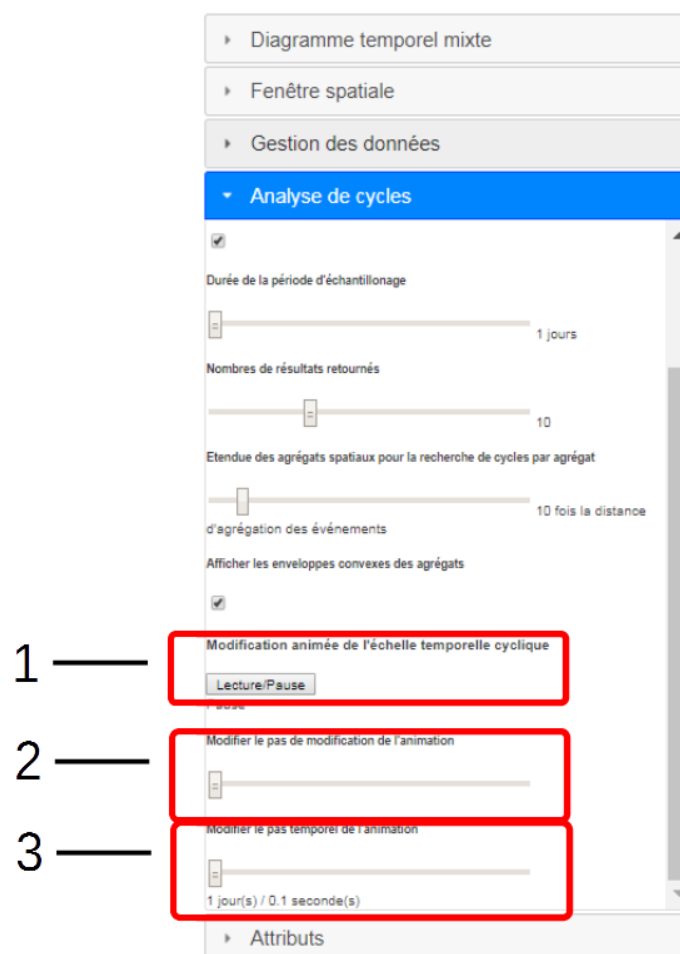 Diagramme temporel mixte
Fenêtre spatiale
Gestion des données
Analyse de cycles
Durée de la période d'échantillonage
1 jours
Nombres de résultats retournés
10
Etendue des agrégats spatiaux pour la recherche de cycles par agrégat
10 fois la distance
d'agrégation des événements
Afficher les enveloppes convexes des agrégats
1
Modification animée de l'échelle temporelle cyclique
Lecture/Pause
Pause
2
Modifier le pas de modification de l'animation
3
Modifier le pas temporel de l'animation
1 jour(s) / 0.1 seconde(s)
Attributs